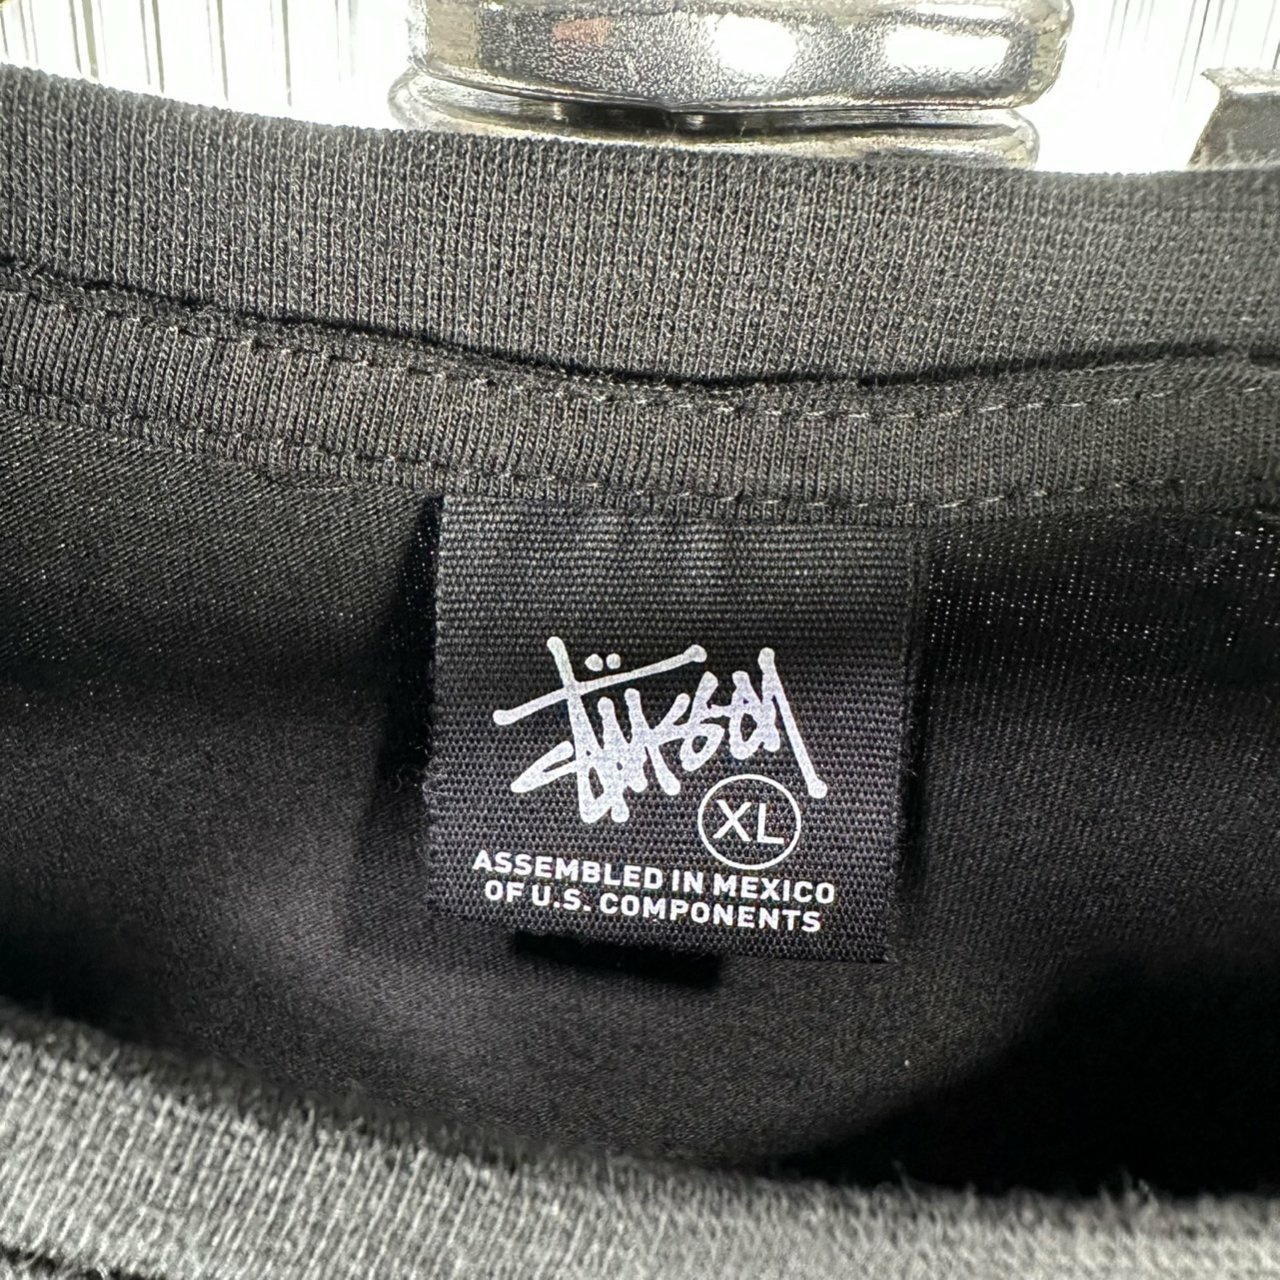 Stüssy
XL
ASSEMBLED IN MEXICO
OF U.S. COMPONENTS